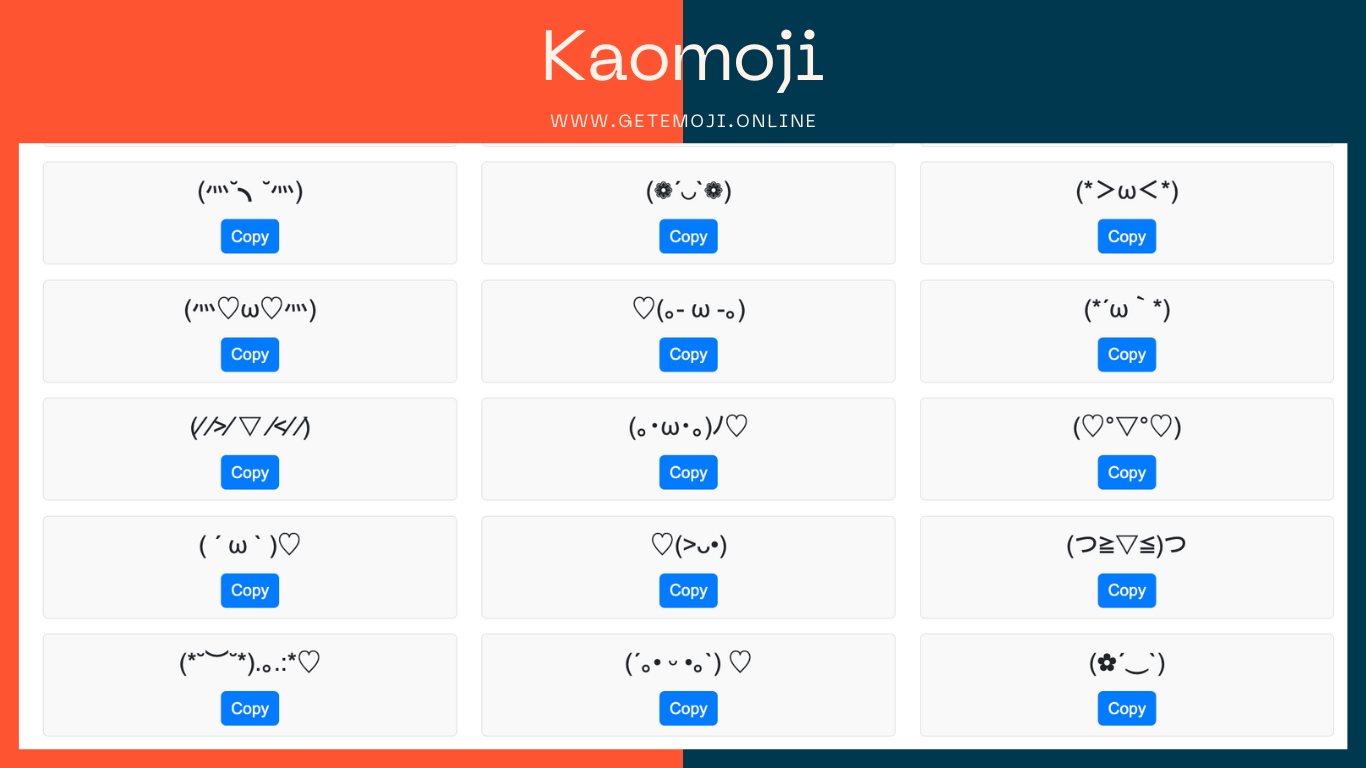 Kaomoji
WWW.GETEMOJI.ONLINE
(灬˘╮˘灬) (❁´◡`❁) (*＞ω＜*)
Copy Copy Copy
(灬♡ω♡灬) ♡(｡- ω -｡) (*´ω｀*)
Copy Copy Copy
(⁄ ⁄>⁄ ▽ ⁄<⁄ ⁄) (｡･ω･｡)ﾉ♡ (♡°▽°♡)
Copy Copy Copy
( ´ ω ` )♡ ♡(>ᴗ•) (つ≧▽≦)つ
Copy Copy Copy
(*˘︶˘*).｡.:*♡ (´｡• ᵕ •｡`) ♡ (✿´‿`)
Copy Copy Copy